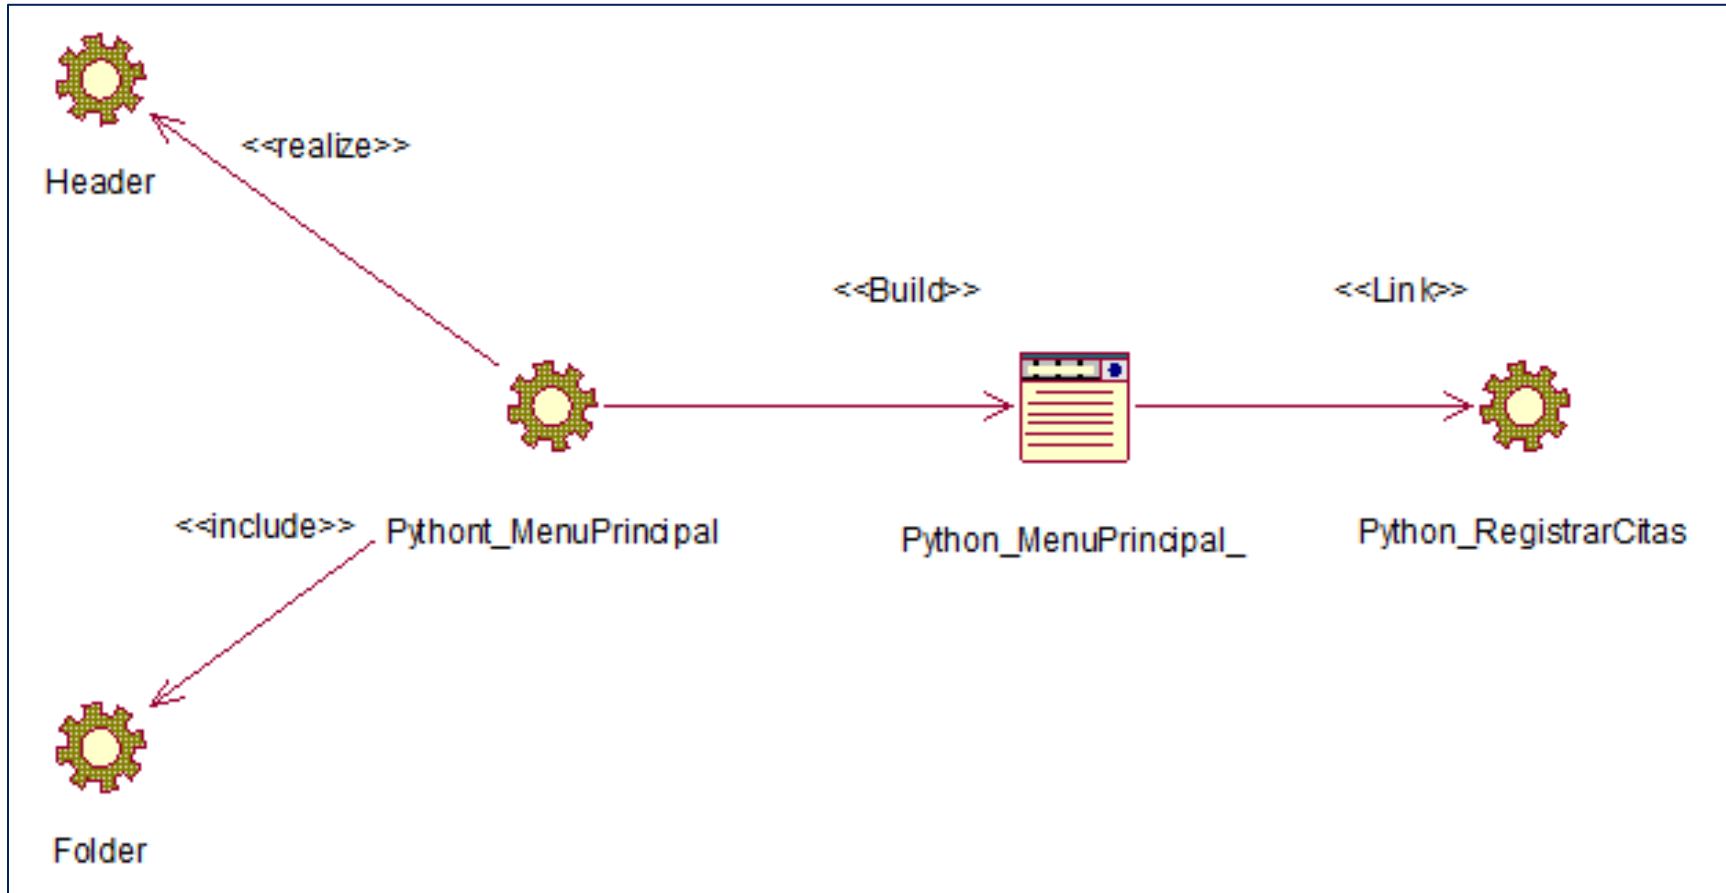 <<realize>>
Header
<<Build>>
<<Link>>
<<include>>
Pythont_MenuPrincipal
Python_MenuPrincipal_
Python_RegistrarCitas
Folder